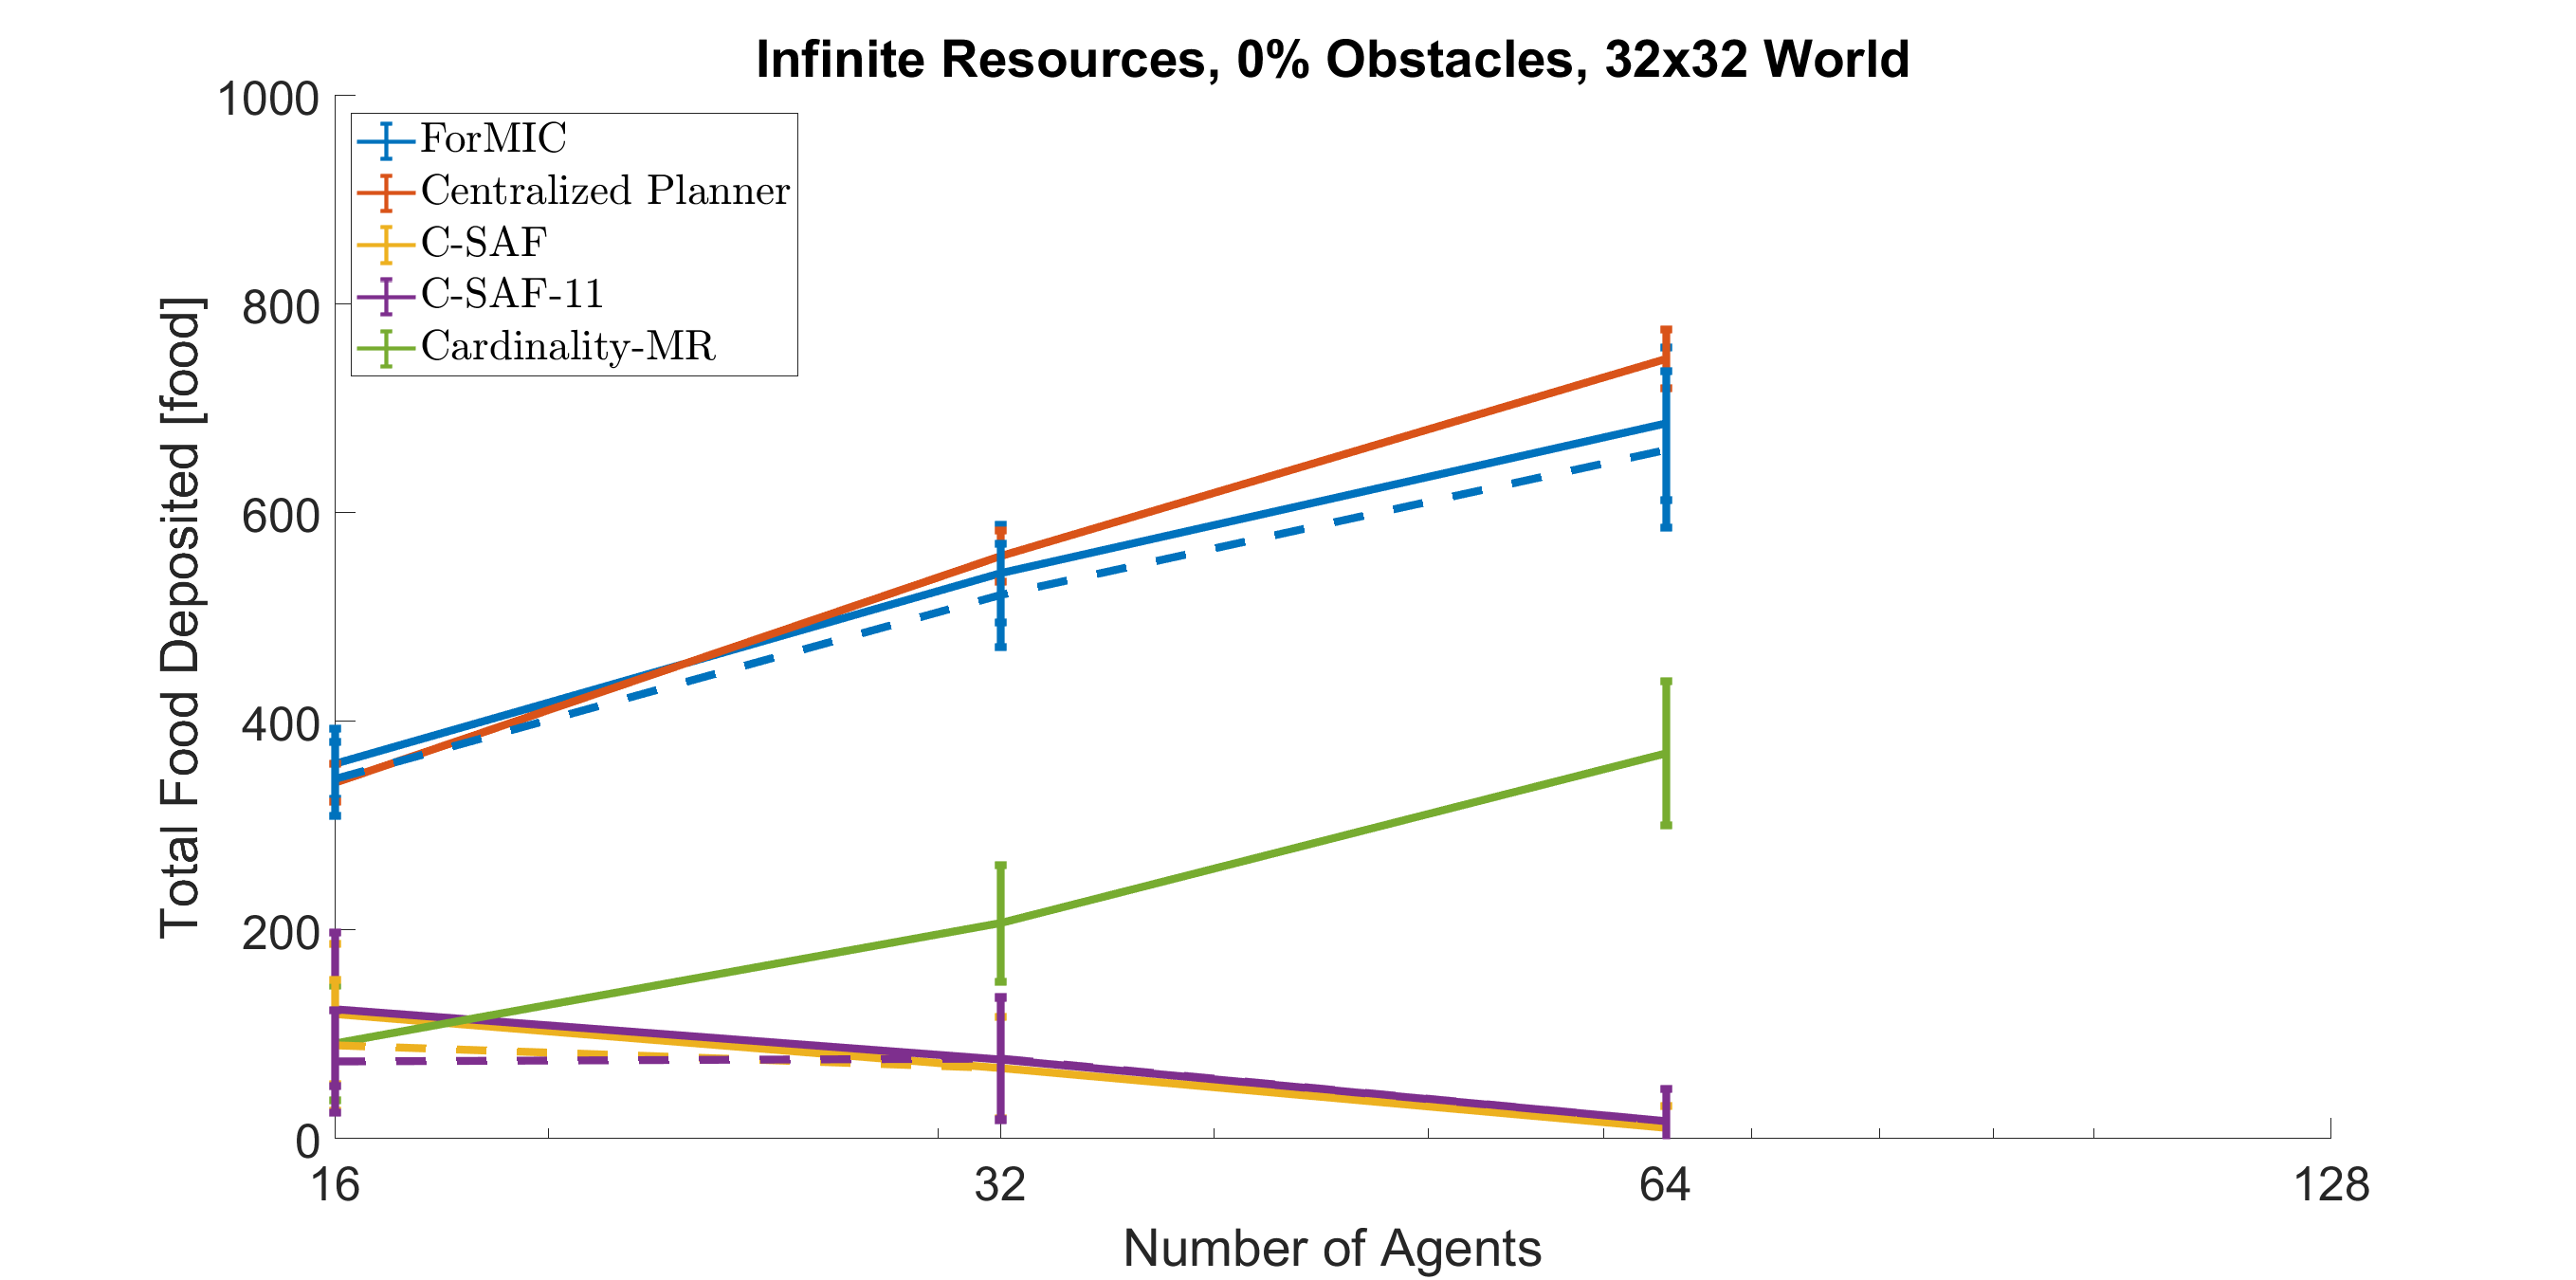 Infinite Resources, 0% Obstacles, 32x32 World
1000
800
600
400
200
0
Total Food Deposited [food]
ForMIC
Centralized Planner
C-SAF
C-SAF-11
Cardinality-MR
16 32 64 128
Number of Agents